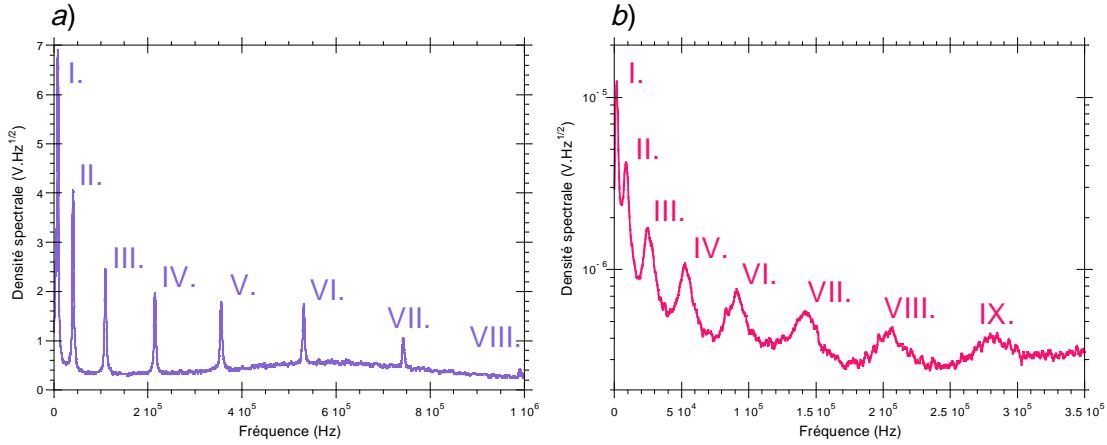 a)
Densité spectrale (V.Hz^1/2)
7
6
5
4
3
2
1
0
I.
II.
III.
IV.
V.
VI.
VII.
VIII.
0
2 10^5
4 10^5
6 10^5
8 10^5
1 10^6
Fréquence (Hz)
b)
Densité spectrale (V.Hz^1/2)
10^-5
10^-6
I.
II.
III.
IV.
VI.
VII.
VIII.
IX.
0
5 10^4
1 10^5
1.5 10^5
2 10^5
2.5 10^5
3 10^5
3.5 10^5
Fréquence (Hz)